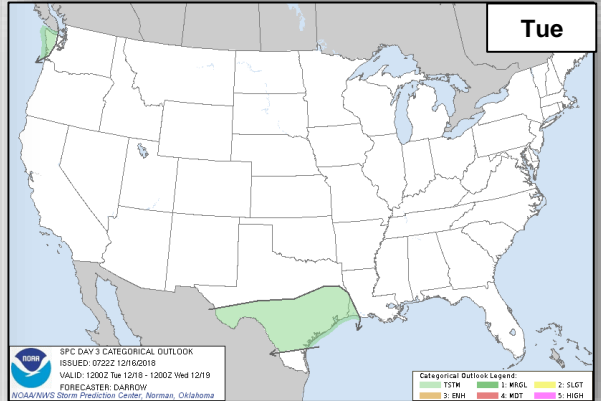 Tue
SPC DAY 3 CATEGORICAL OUTLOOK
ISSUED: 0722Z 12/16/2018
VALID: 1200Z Tue 12/18 - 1200Z Wed 12/19
FORECASTER: DARROW
NOAA/NWS Storm Prediction Center, Norman, Oklahoma
NOAA
Categorical Outlook Legend:
TSTM 1: MRGL 2: SLGT
3: ENH 4: MDT 5: HIGH